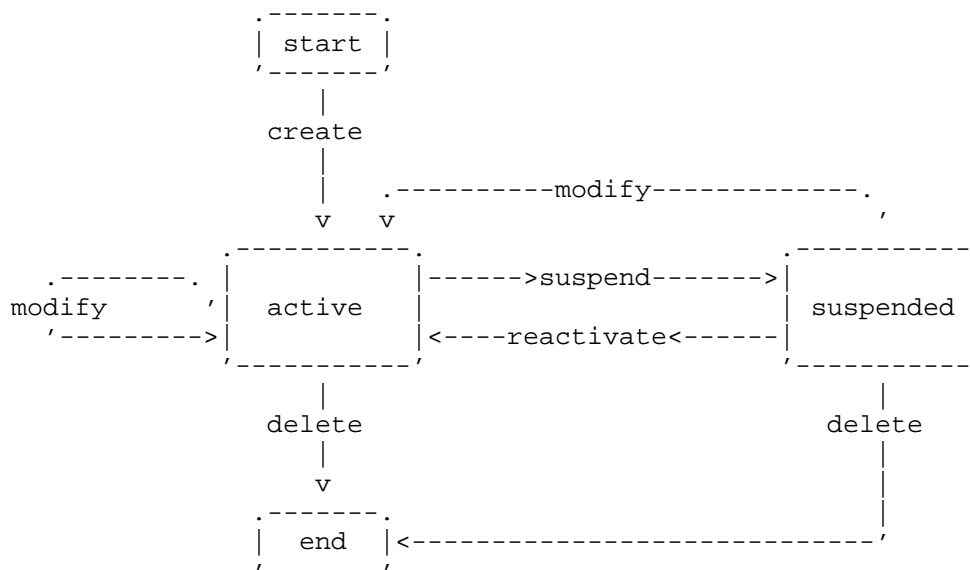 start
create
modify
suspend
modify active suspended
reactivate
delete delete
end